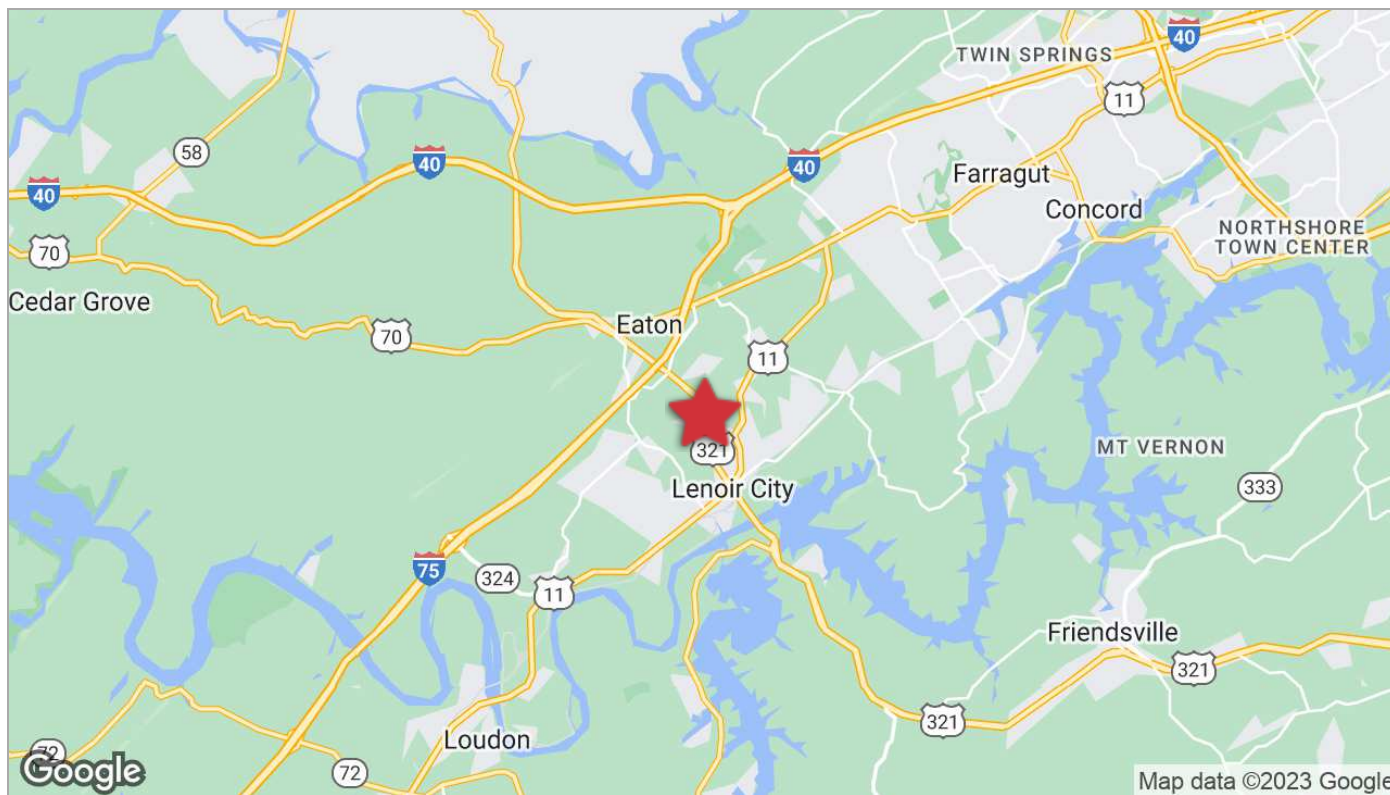 40
TWIN SPRINGS
11
58
40
40
40
Farragut
Concord
NORTHSHORE
TOWN CENTER
70
Cedar Grove
Eaton
70
11
321
MT VERNON
Lenoir City
333
75
324
11
Friendsville
321
321
Loudon
72
72
Google
Map data ©2023 Google